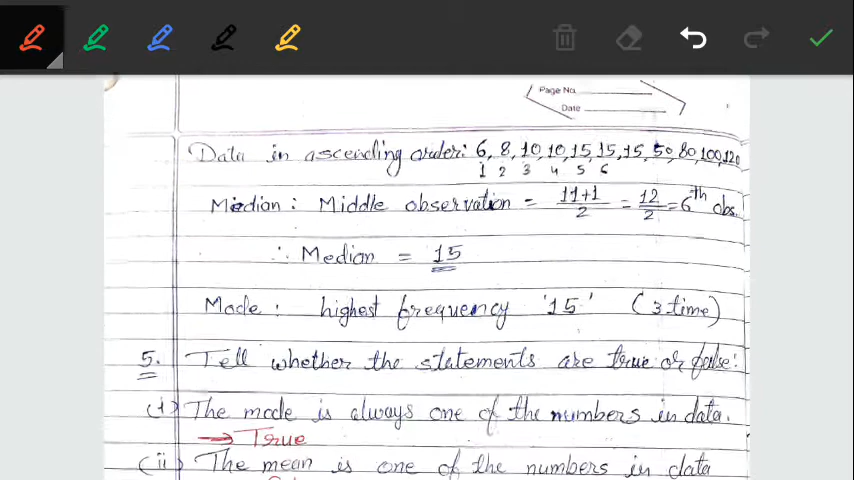 Page No.
Date
Data in ascending order: 6, 8, 10, 10, 15, 15, 15, 50, 80, 100, 120
1 2 3 4 5 6
Median: Middle observation = 11+1/2 = 12/2 = 6th obs.
∴ Median = 15
Mode: highest frequency '15' (3 time)
5. Tell whether the statements are true or false:
(i) The mode is always one of the numbers in data.
→ True
(ii) The mean is one of the numbers in data